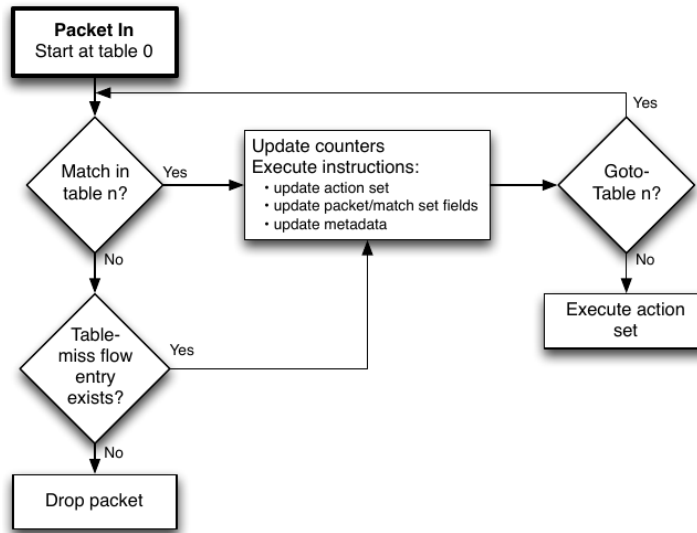 Packet In
Start at table 0
Yes
Match in
table n?
Yes
Update counters
Execute instructions:
• update action set
• update packet/match set fields
• update metadata
Goto-
Table n?
No
No
Execute action
set
Table-
miss flow
entry
exists?
Yes
No
Drop packet